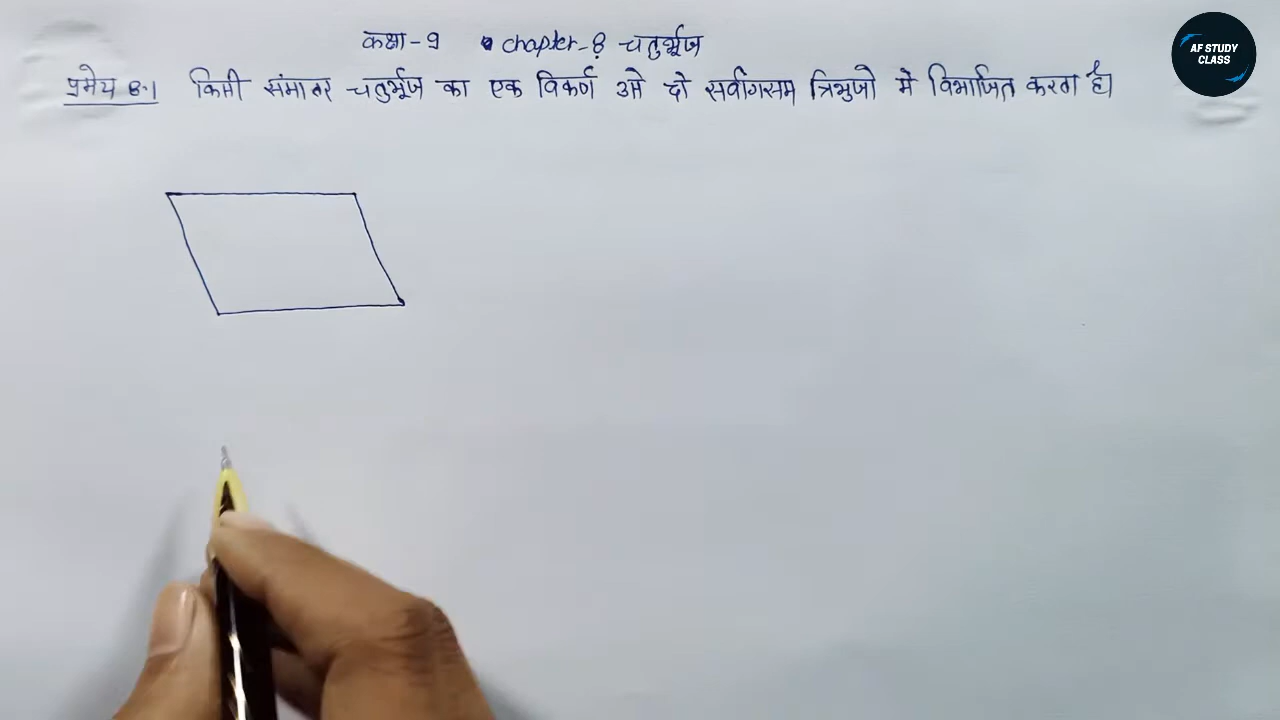 कक्षा-9 chapter-8 चतुर्भूज
AF STUDY
CLASS
प्रमेय 8.1 किसी संमातर चतुर्भूज का एक विकर्ण उसे दो सर्वांगसम त्रिभुजो में विभाजित करता है।